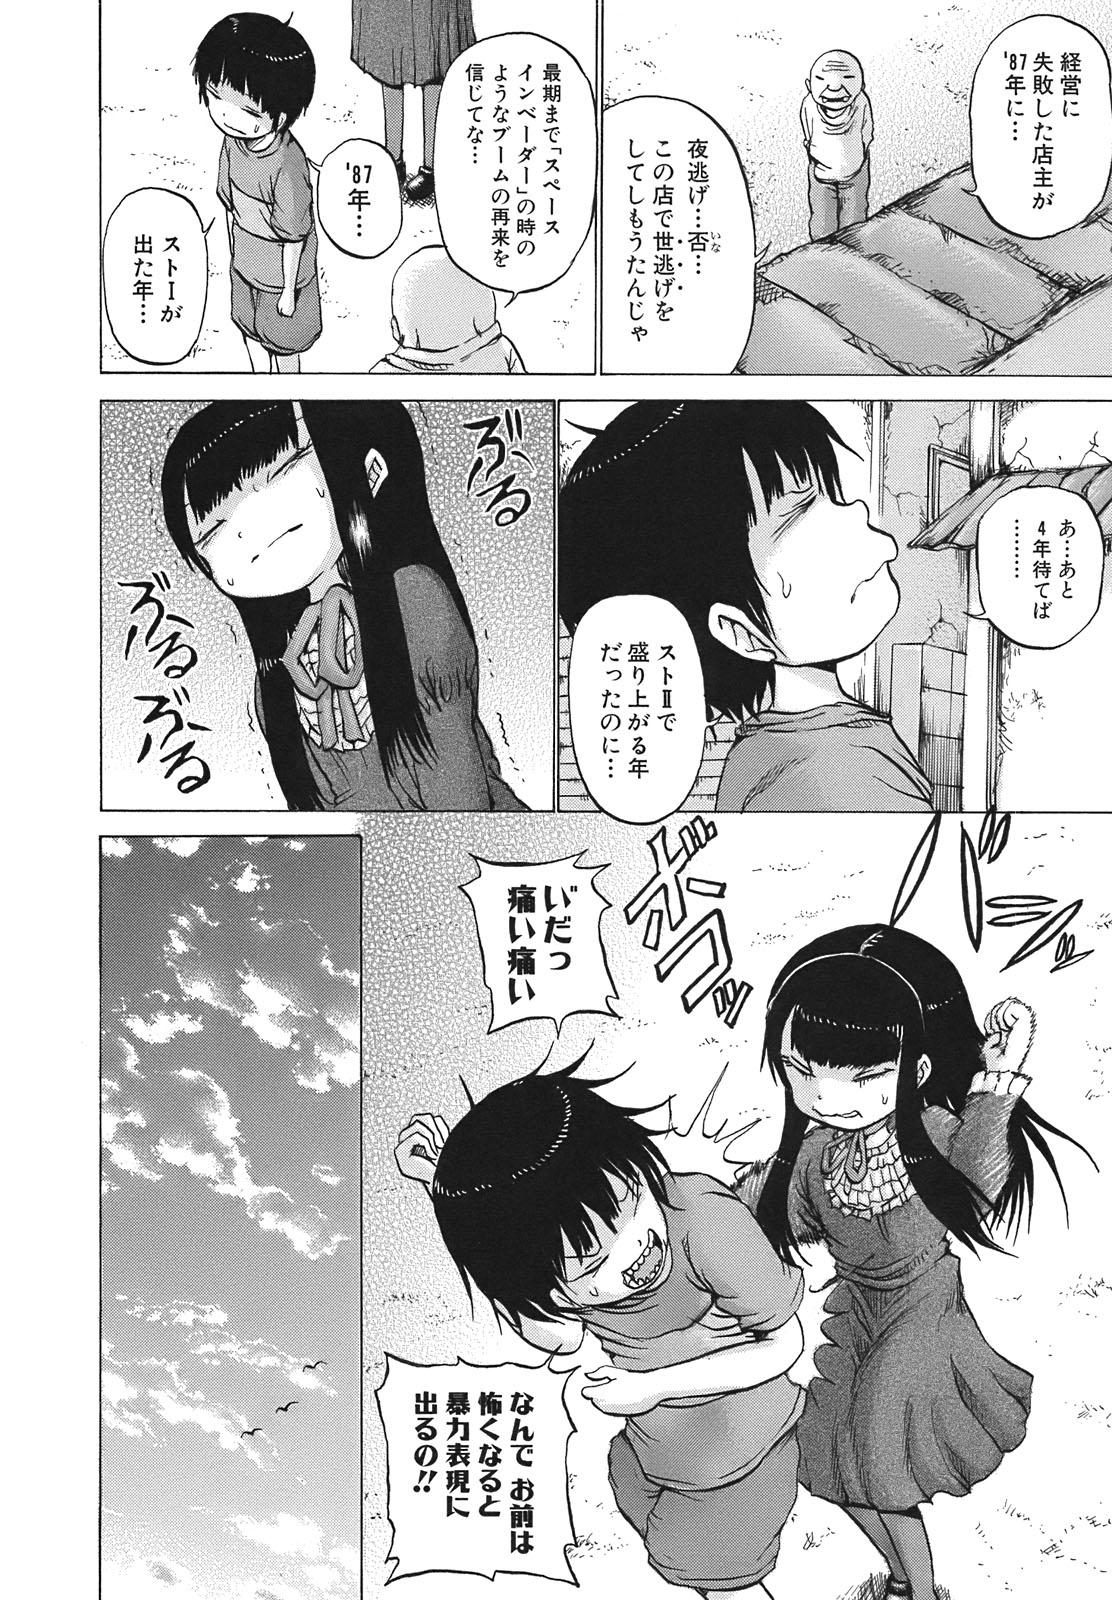 経営に
失敗した店主が
'87年に…
夜逃げ…否…
いな
この店で世逃げを
してしもうたんじゃ
最期まで「スペース
インベーダー」の時の
ようなブームの再来を
信じてな…
'87
年…
ストⅠが
出た年…
あ…あと
4年待てば
………
ストⅡで
盛り上がる年
だったのに…
ぶる
ぶる
ぶる
ボコッ
い゛だっ
痛い痛い
なんで お前は
怖くなると
暴力表現に
出るの!!